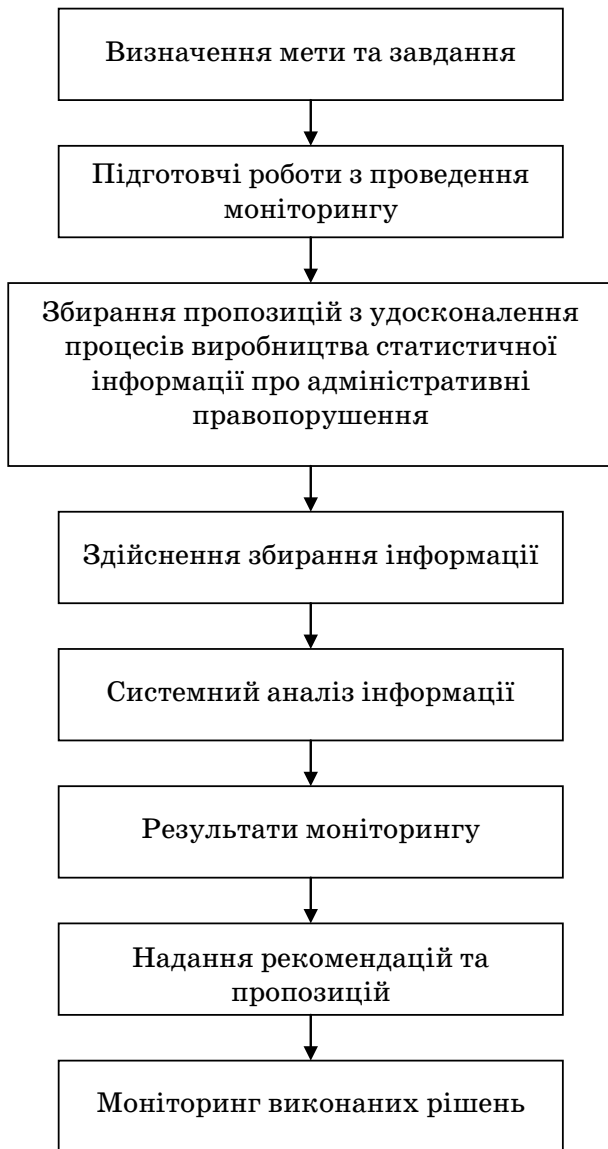 Визначення мети та завдання
Підготовчі роботи з проведення
моніторингу
Збирання пропозицій з удосконалення
процесів виробництва статистичної
інформації про адміністративні
правопорушення
Здійснення збирання інформації
Системний аналіз інформації
Результати моніторингу
Надання рекомендацій та
пропозицій
Моніторинг виконаних рішень